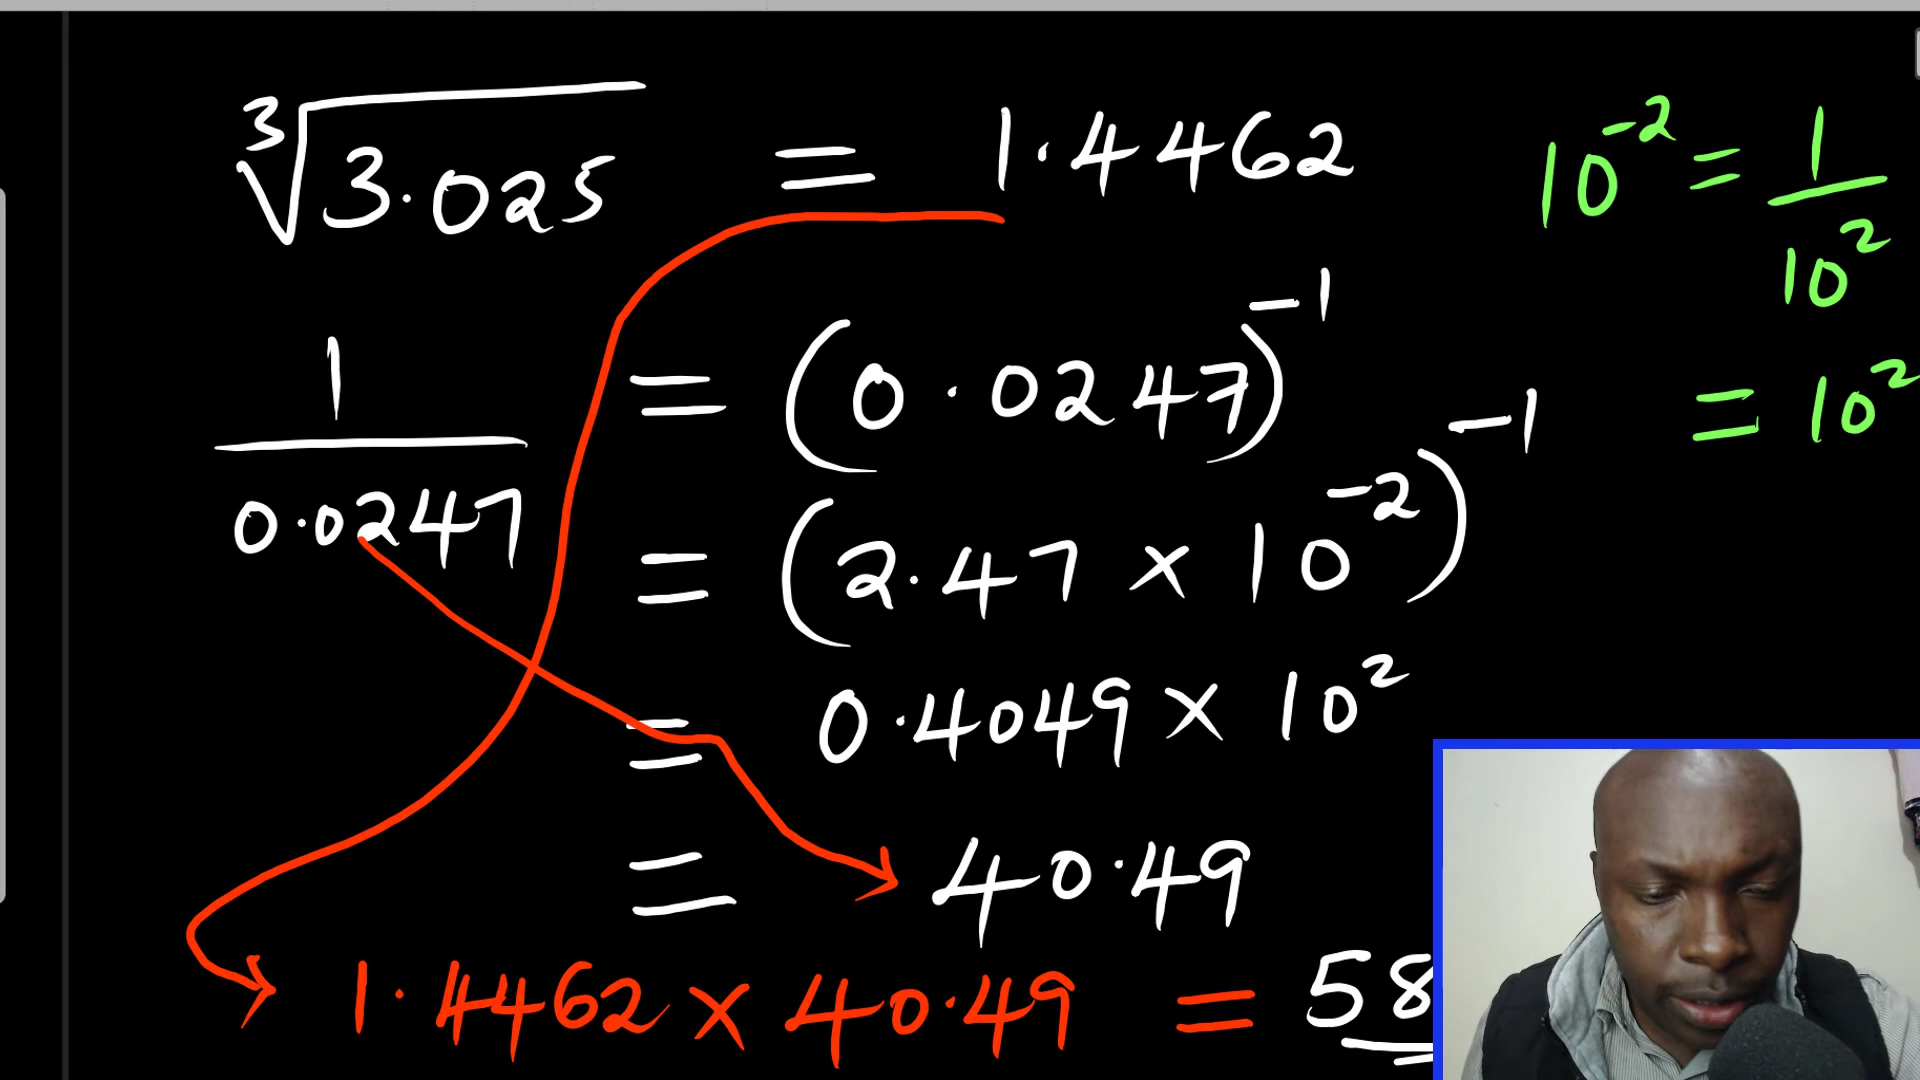 ∛3.025 = 1.4462
1/0.0247 = (0.0247)⁻¹
= (2.47 × 10⁻²)⁻¹
= 0.4049 × 10²
= 40.49
1.4462 × 40.49 = 58
10⁻² = 1/10²
= 10²